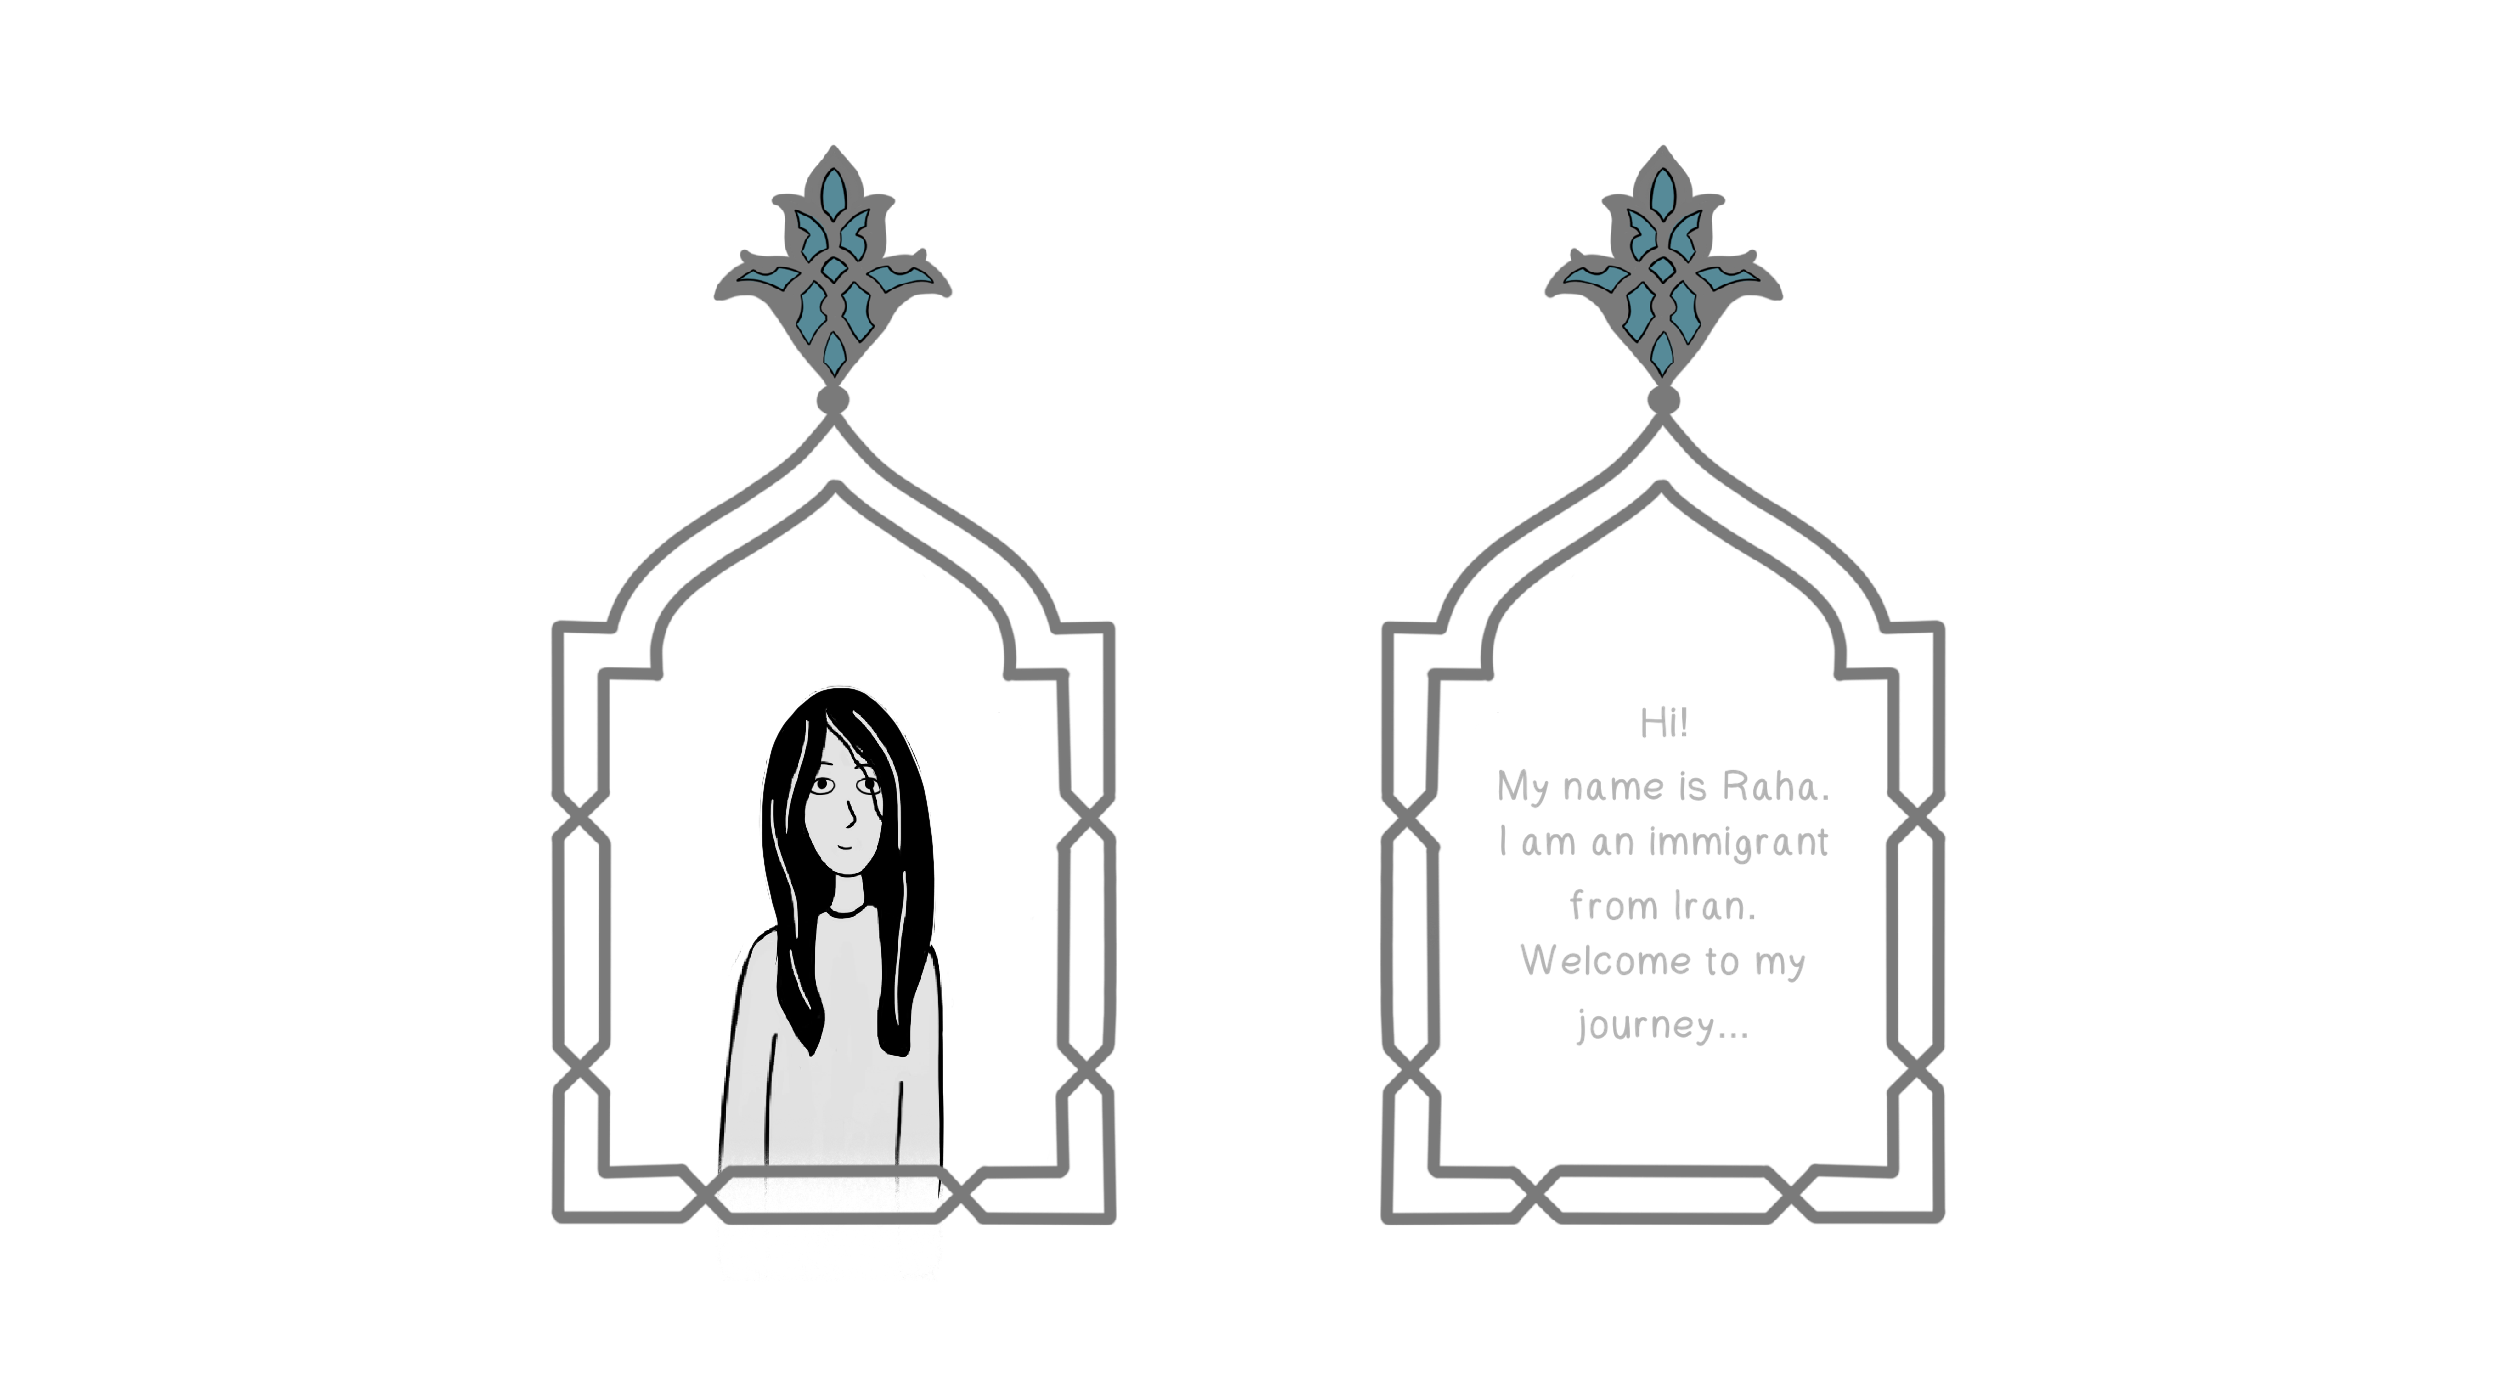 Hi!
My name is Raha.
I am an immigrant
from Iran.
Welcome to my
journey...